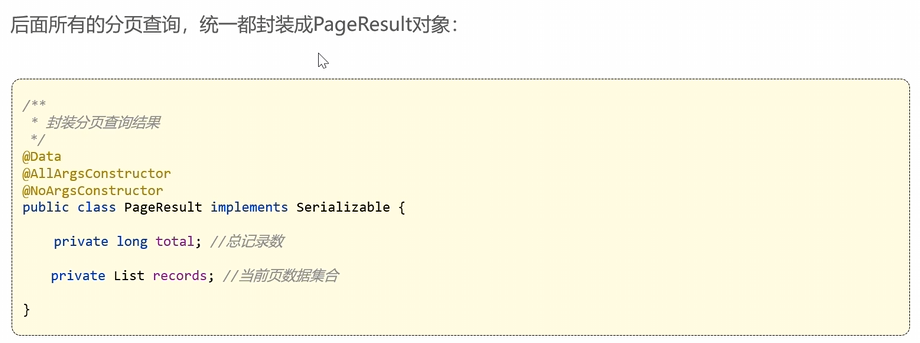 后面所有的分页查询，统一都封装成PageResult对象：
/**
 * 封装分页查询结果
 */
@Data
@AllArgsConstructor
@NoArgsConstructor
public class PageResult implements Serializable {
    private long total; //总记录数
    private List records; //当前页数据集合
}